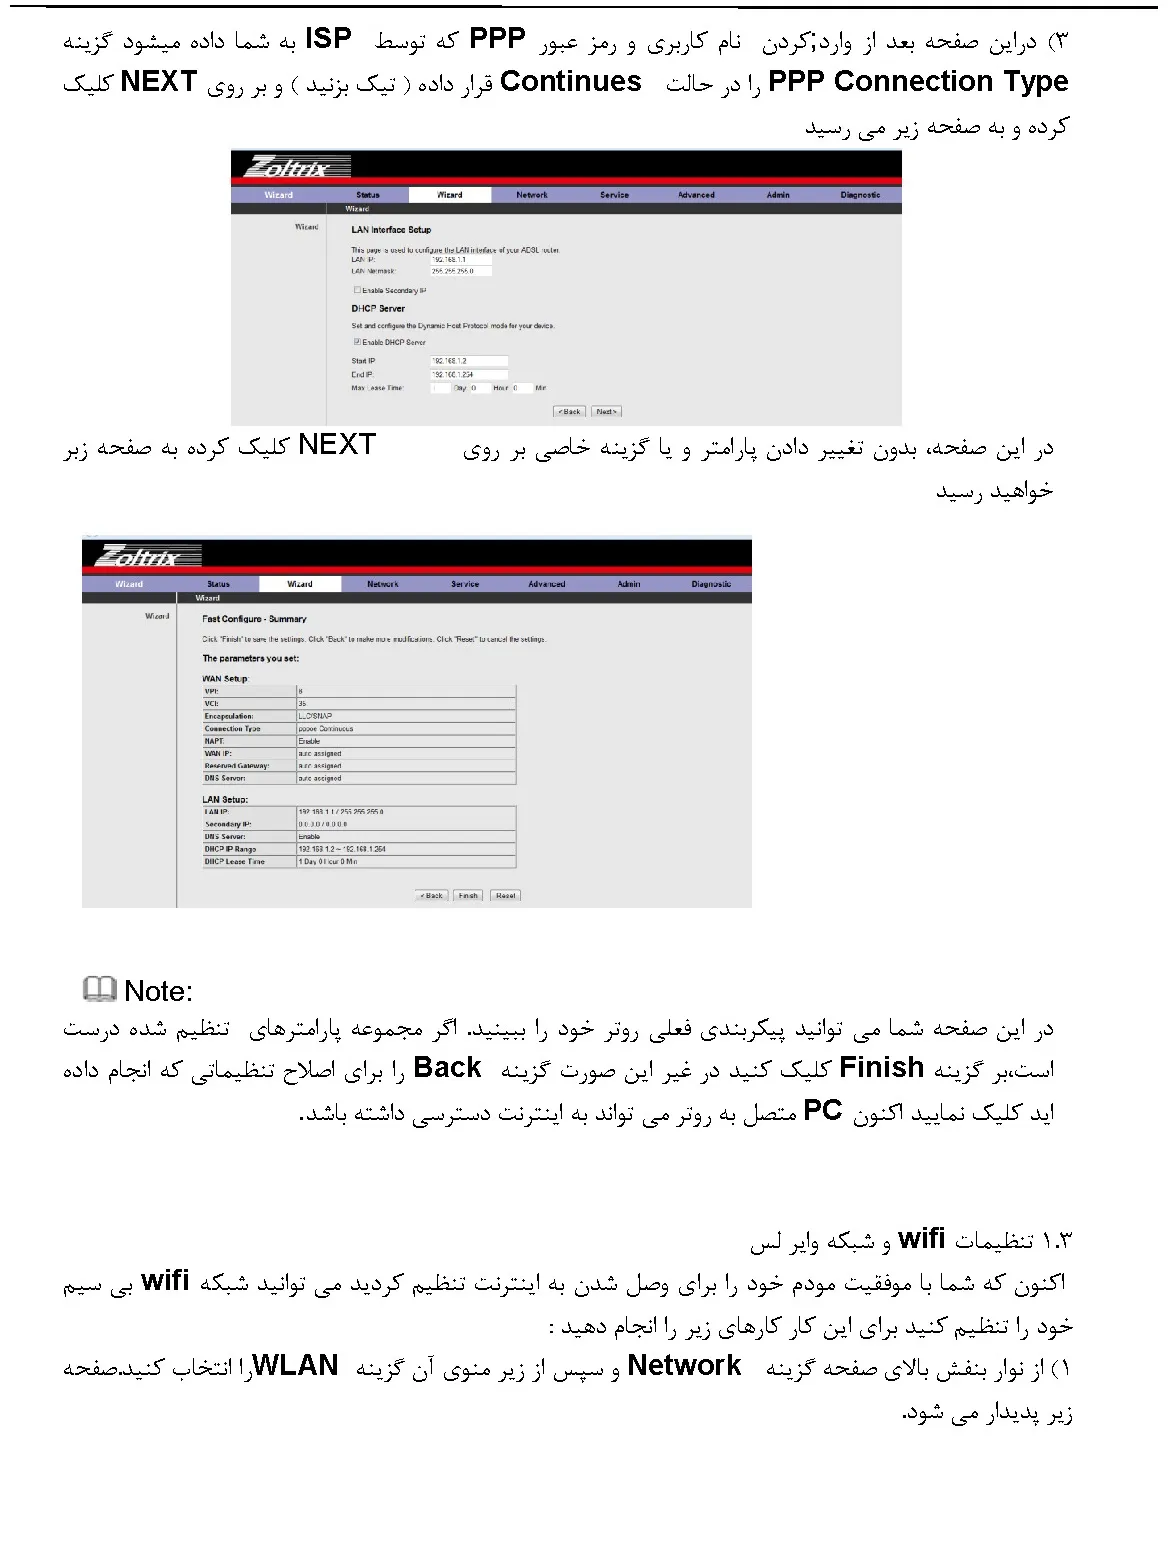 ۳) دراین صفحه بعد از وارد;کردن نام کاربری و رمز عبور PPP که توسط ISP به شما داده میشود گزینه
PPP Connection Type را در حالت Continues قرار داده ( تیک بزنید ) و بر روی NEXT کلیک
کرده و به صفحه زیر می رسید
Zoltrix
Wizard Status Wizard Network Service Advanced Admin Diagnostic
Wizard
Wizard
LAN Interface Setup
This page is used to configure the LAN interface of your ADSL router.
LAN IP: 192.168.1.1
LAN Netmask: 255.255.255.0
Enable Secondary IP
DHCP Server
Set and configure the Dynamic Host Protocol mode for your device.
Enable DHCP Server
Start IP 192.168.1.2
End IP: 192.168.1.254
Max Lease Time: 1 Day 0 Hour 0 Min
< Back Next >
در این صفحه، بدون تغییر دادن پارامتر و یا گزینه خاصی بر روی NEXT کلیک کرده به صفحه زبر
خواهید رسید
Zoltrix
Wizard Status Wizard Network Service Advanced Admin Diagnostic
Wizard
Wizard
Fast Configure - Summary
Click "Finish" to save the settings. Click "Back" to make more modifications. Click "Reset" to cancel the settings.
The parameters you set:
WAN Setup:
VPI: 8
VCI: 35
Encapsulation: LLC/SNAP
Connection Type pppoe Continuous
NAPT: Enable
WAN IP: auto assigned
Reserved Gateway: auto assigned
DNS Server: auto assigned
LAN Setup:
LAN IP: 192.168.1.1 / 255.255.255.0
Secondary IP: 0.0.0.0 / 0.0.0.0
DNS Server: Enable
DHCP IP Range 192.168.1.2 ~ 192.168.1.254
DHCP Lease Time 1 Day 0 Hour 0 Min
< Back Finish Reset
Note:
در این صفحه شما می توانید پیکربندی فعلی روتر خود را ببینید. اگر مجموعه پارامترهای تنظیم شده درست
است،بر گزینه Finish کلیک کنید در غیر این صورت گزینه Back را برای اصلاح تنظیماتی که انجام داده
اید کلیک نمایید اکنون PC متصل به روتر می تواند به اینترنت دسترسی داشته باشد.
۱.۳ تنظیمات wifi و شبکه وایر لس
اکنون که شما با موفقیت مودم خود را برای وصل شدن به اینترنت تنظیم کردید می توانید شبکه wifi بی سیم
خود را تنظیم کنید برای این کار کارهای زیر را انجام دهید :
۱) از نوار بنفش بالای صفحه گزینه Network و سپس از زیر منوی آن گزینه WLANرا انتخاب کنید.صفحه
زیر پدیدار می شود.